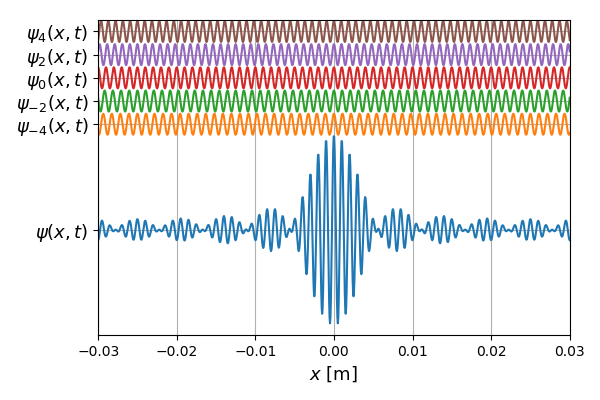 ψ₄(x, t)
ψ₂(x, t)
ψ₀(x, t)
ψ₋₂(x, t)
ψ₋₄(x, t)
ψ(x, t)
−0.03 −0.02 −0.01 0.00 0.01 0.02 0.03
x [m]